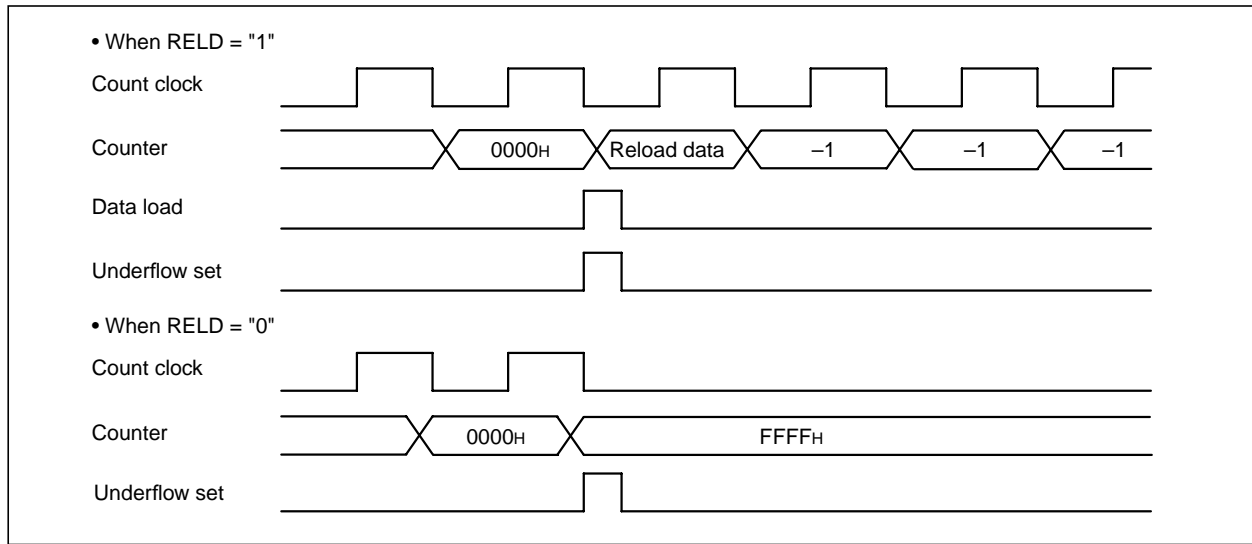 • When RELD = "1"
Count clock
Counter
0000H
Reload data
–1
–1
–1
Data load
Underflow set
• When RELD = "0"
Count clock
Counter
0000H
FFFFH
Underflow set